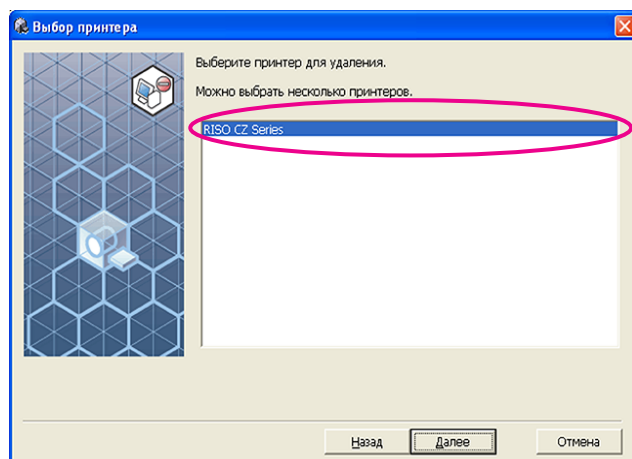 Выбор принтера
Выберите принтер для удаления.
Можно выбрать несколько принтеров.
RISO CZ Series
Назад
Далее
Отмена